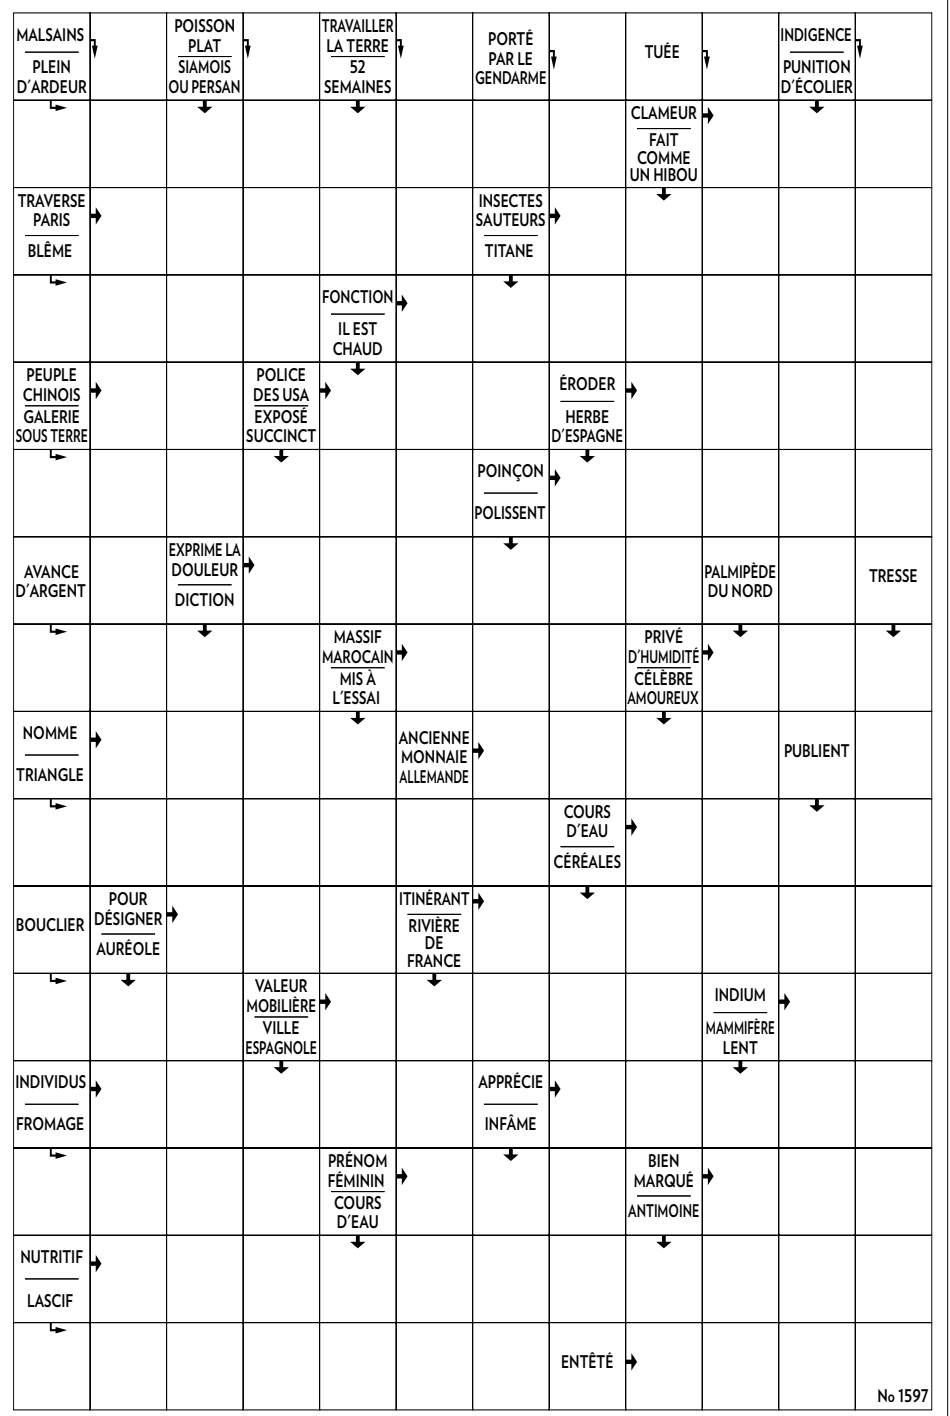 MALSAINS
PLEIN
D'ARDEUR
POISSON
PLAT
SIAMOIS
OU PERSAN
TRAVAILLER
LA TERRE
52
SEMAINES
PORTÉ
PAR LE
GENDARME
TUÉE
INDIGENCE
PUNITION
D'ÉCOLIER
CLAMEUR
FAIT
COMME
UN HIBOU
TRAVERSE
PARIS
BLÊME
INSECTES
SAUTEURS
TITANE
FONCTION
IL EST
CHAUD
PEUPLE
CHINOIS
GALERIE
SOUS TERRE
POLICE
DES USA
EXPOSÉ
SUCCINCT
ÉRODER
HERBE
D'ESPAGNE
POINÇON
POLISSENT
AVANCE
D'ARGENT
EXPRIME LA
DOULEUR
DICTION
PALMIPÈDE
DU NORD
TRESSE
MASSIF
MAROCAIN
MIS À
L'ESSAI
PRIVÉ
D'HUMIDITÉ
CÉLÈBRE
AMOUREUX
NOMME
TRIANGLE
ANCIENNE
MONNAIE
ALLEMANDE
PUBLIENT
COURS
D'EAU
CÉRÉALES
BOUCLIER
POUR
DÉSIGNER
AURÉOLE
ITINÉRANT
RIVIÈRE
DE
FRANCE
VALEUR
MOBILIÈRE
VILLE
ESPAGNOLE
INDIUM
MAMMIFÈRE
LENT
INDIVIDUS
FROMAGE
APPRÉCIE
INFÂME
PRÉNOM
FÉMININ
COURS
D'EAU
BIEN
MARQUÉ
ANTIMOINE
NUTRITIF
LASCIF
ENTÊTÉ
No 1597